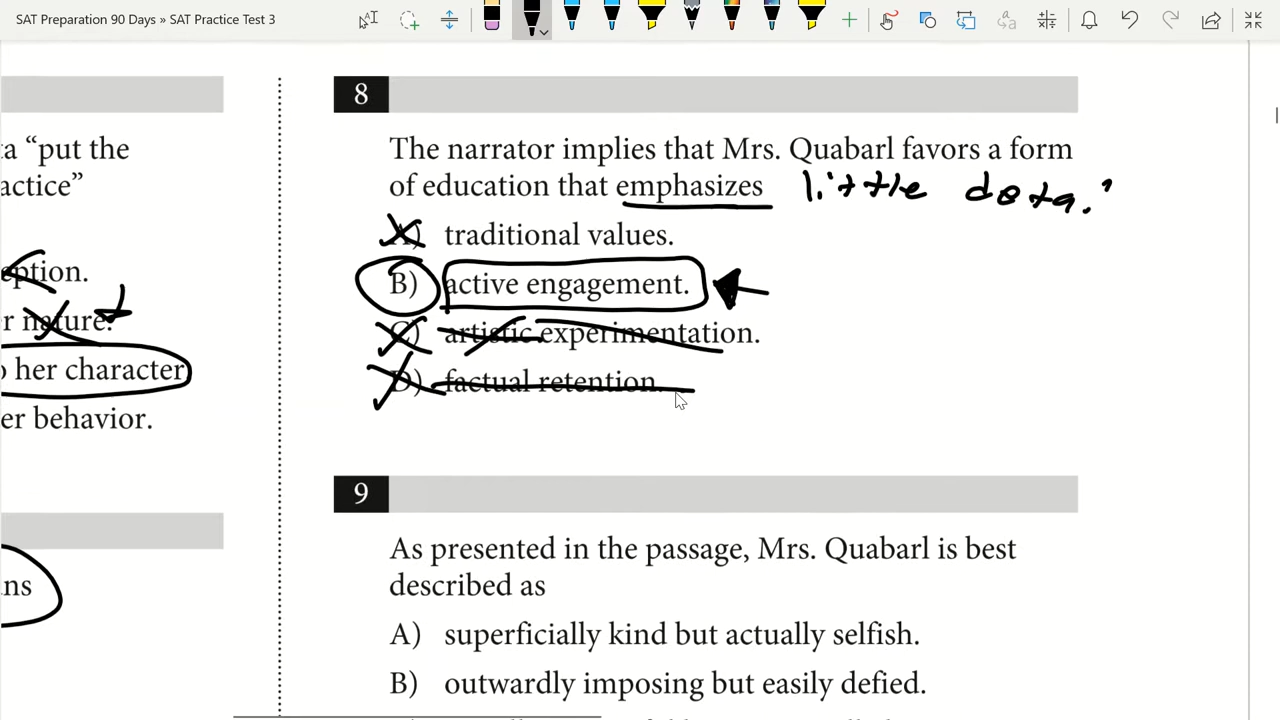 SAT Preparation 90 Days » SAT Practice Test 3
ta “put the
actice”
eption.
r nature.
o her character
er behavior.
ns
8
The narrator implies that Mrs. Quabarl favors a form
of education that emphasizes little
A) traditional values.
B) active engagement.
C) artistic experimentation.
D) factual retention.
9
As presented in the passage, Mrs. Quabarl is best
described as
A) superficially kind but actually selfish.
B) outwardly imposing but easily defied.